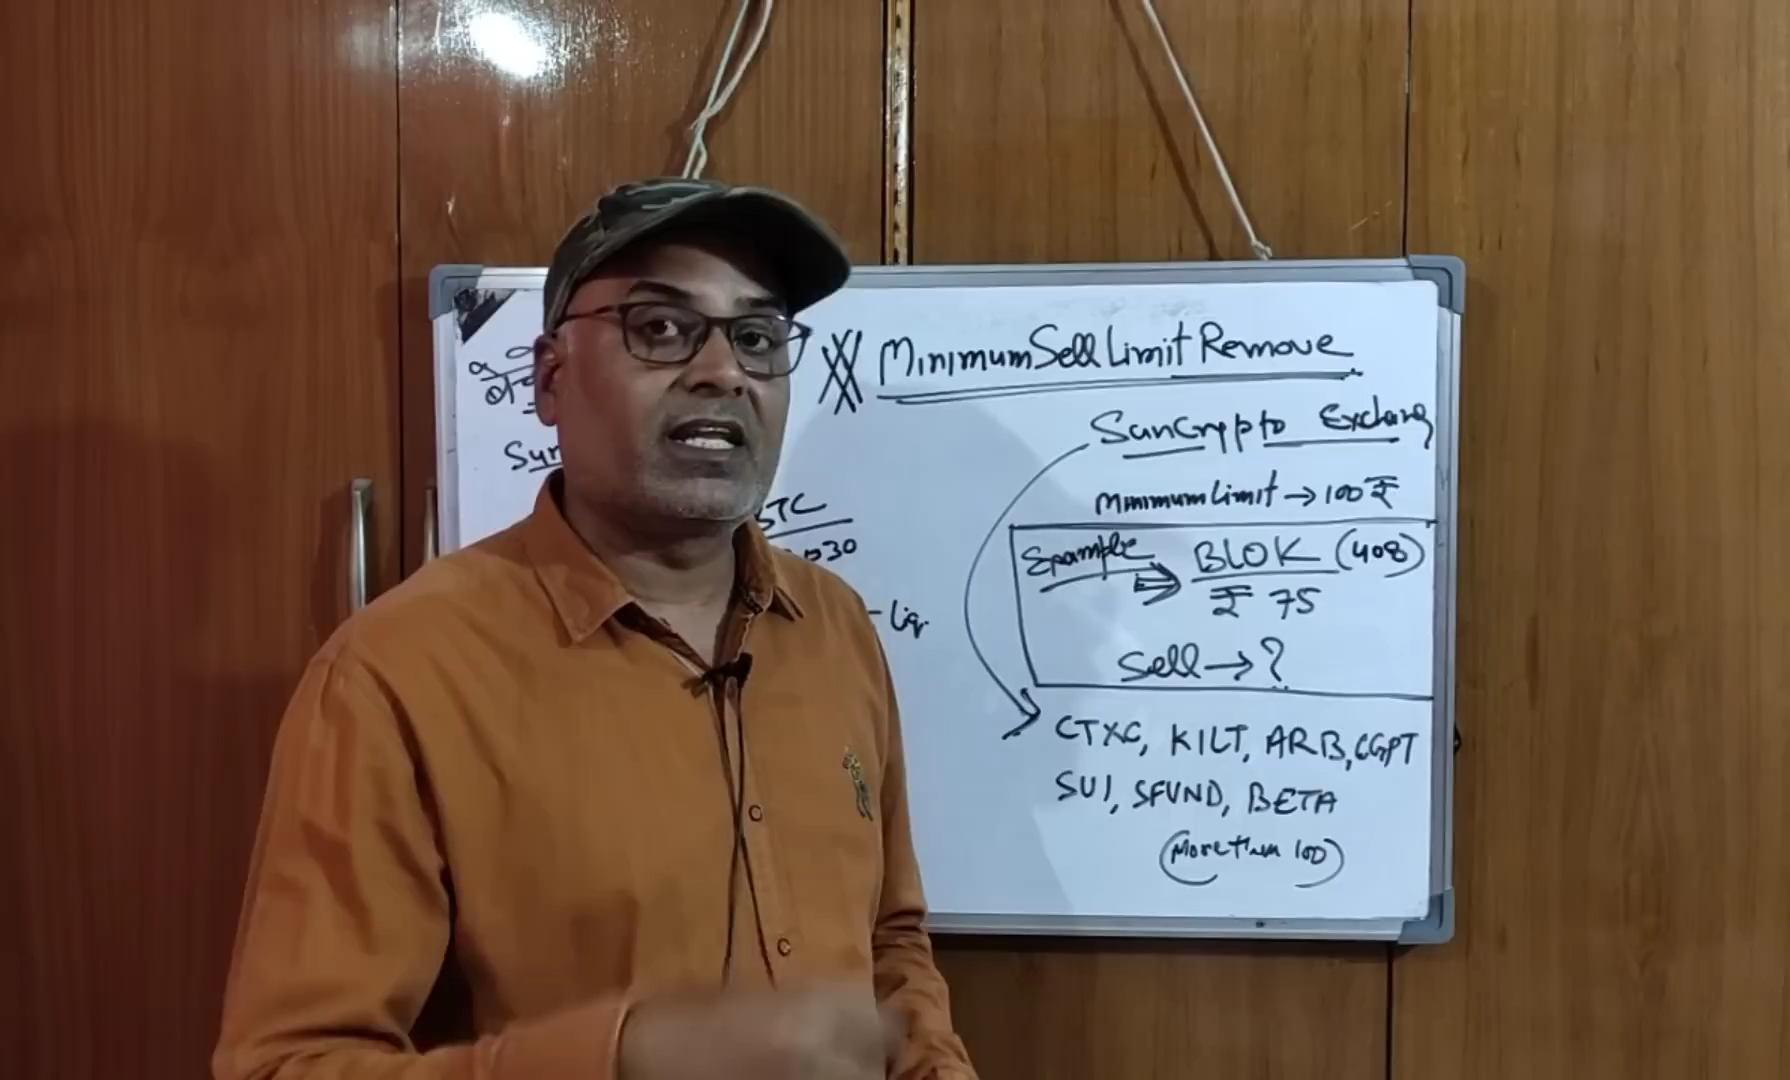 Minimum Sell Limit Remove
SunCrypto Exchang
Minimum limit → 100 ₹
Example ⇒ BLOK (408)
₹ 75
Sell → ?
CTXC, KILT, ARB, CGPT
SUI, SFUND, BETA
(More than 100)